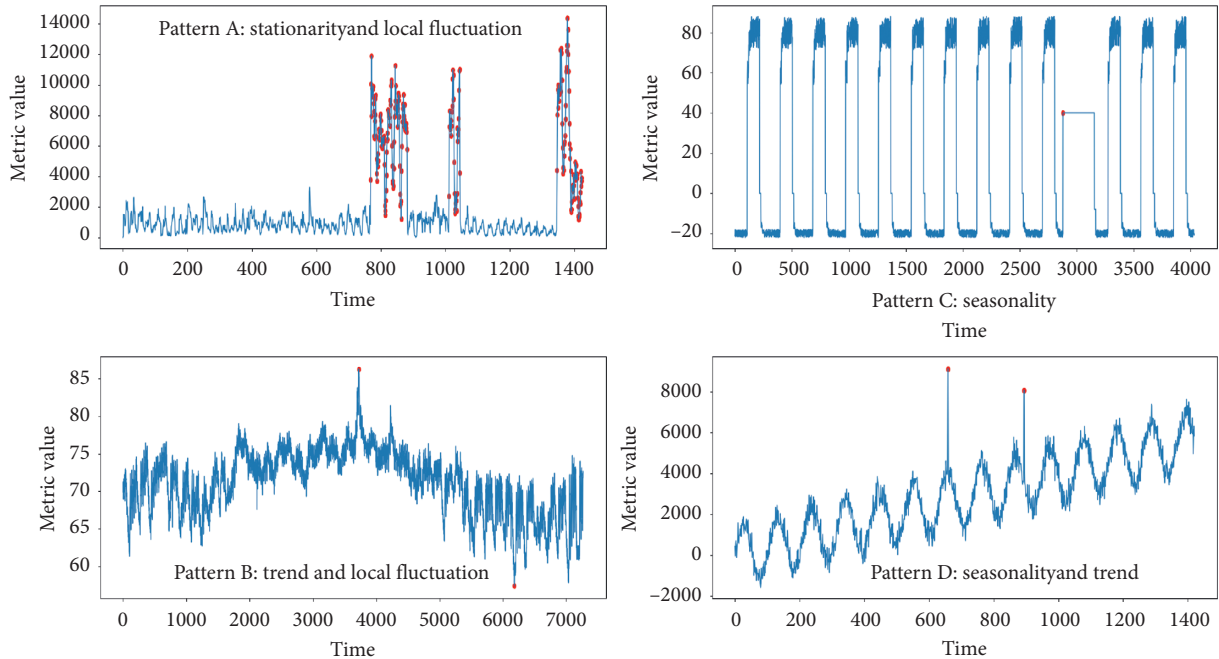 Pattern A: stationarityand local fluctuation
Metric value
14000
12000
10000
8000
6000
4000
2000
0
0 200 400 600 800 1000 1200 1400
Time
Metric value
80
60
40
20
0
−20
0 500 1000 1500 2000 2500 3000 3500 4000
Pattern C: seasonality
Time
Metric value
85
80
75
70
65
60
Pattern B: trend and local fluctuation
0 1000 2000 3000 4000 5000 6000 7000
Time
Metric value
8000
6000
4000
2000
0
−2000
Pattern D: seasonalityand trend
0 200 400 600 800 1000 1200 1400
Time